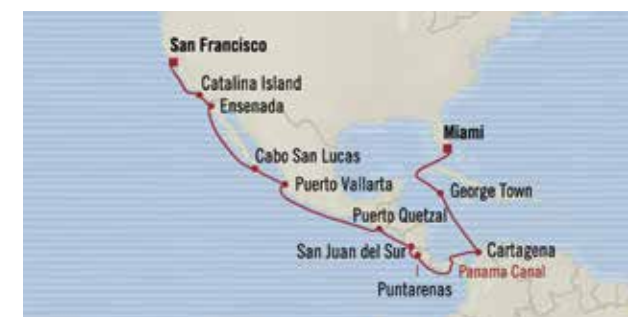 San Francisco
Catalina Island
Ensenada
Miami
Cabo San Lucas
Puerto Vallarta
George Town
Puerto Quetzal
San Juan del Sur
Cartagena
Panama Canal
Puntarenas